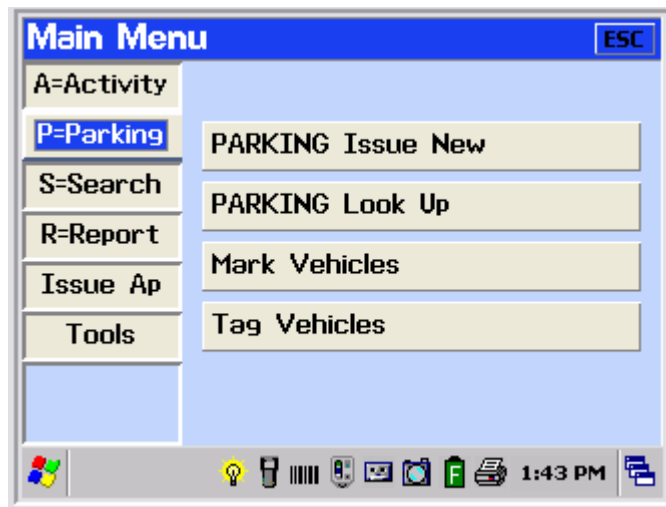 Main Menu
ESC
A=Activity
P=Parking
S=Search
R=Report
Issue Ap
Tools
PARKING Issue New
PARKING Look Up
Mark Vehicles
Tag Vehicles
F
1:43 PM